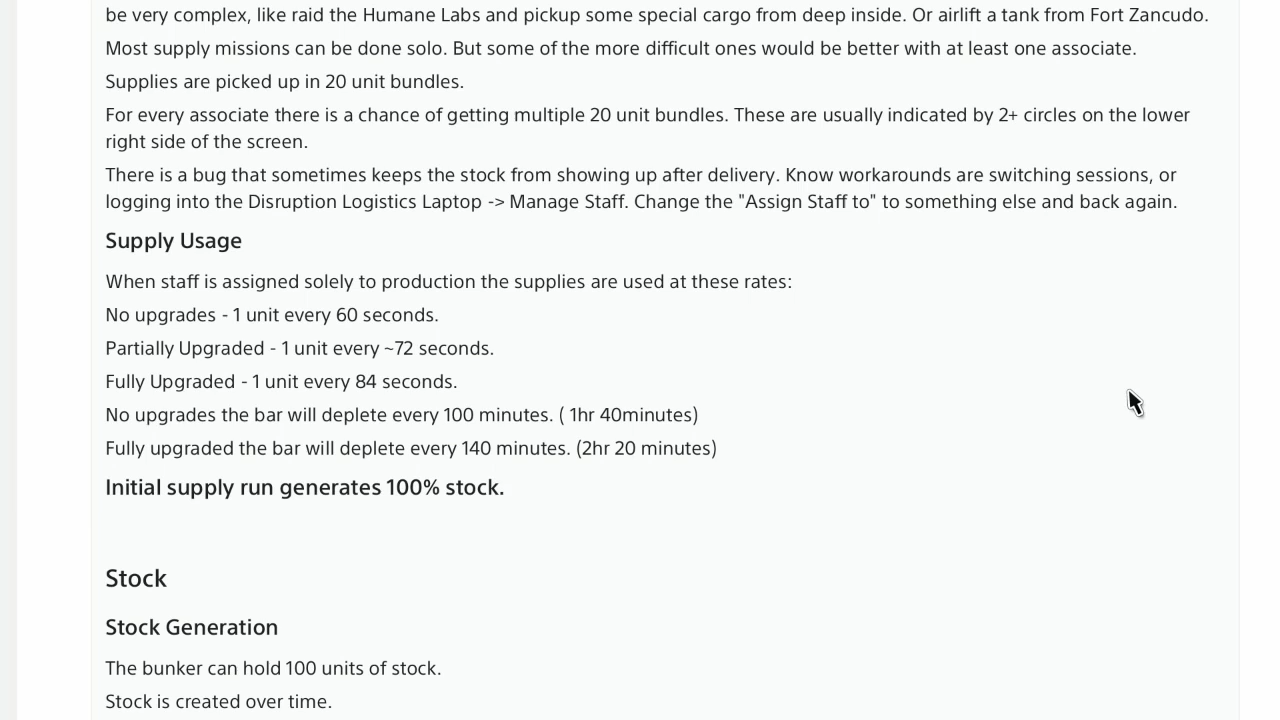 be very complex, like raid the Humane Labs and pickup some special cargo from deep inside. Or airlift a tank from Fort Zancudo.
Most supply missions can be done solo. But some of the more difficult ones would be better with at least one associate.
Supplies are picked up in 20 unit bundles.
For every associate there is a chance of getting multiple 20 unit bundles. These are usually indicated by 2+ circles on the lower
right side of the screen.
There is a bug that sometimes keeps the stock from showing up after delivery. Know workarounds are switching sessions, or
logging into the Disruption Logistics Laptop -> Manage Staff. Change the "Assign Staff to" to something else and back again.
Supply Usage
When staff is assigned solely to production the supplies are used at these rates:
No upgrades - 1 unit every 60 seconds.
Partially Upgraded - 1 unit every ~72 seconds.
Fully Upgraded - 1 unit every 84 seconds.
No upgrades the bar will deplete every 100 minutes. ( 1hr 40minutes)
Fully upgraded the bar will deplete every 140 minutes. (2hr 20 minutes)
Initial supply run generates 100% stock.
Stock
Stock Generation
The bunker can hold 100 units of stock.
Stock is created over time.